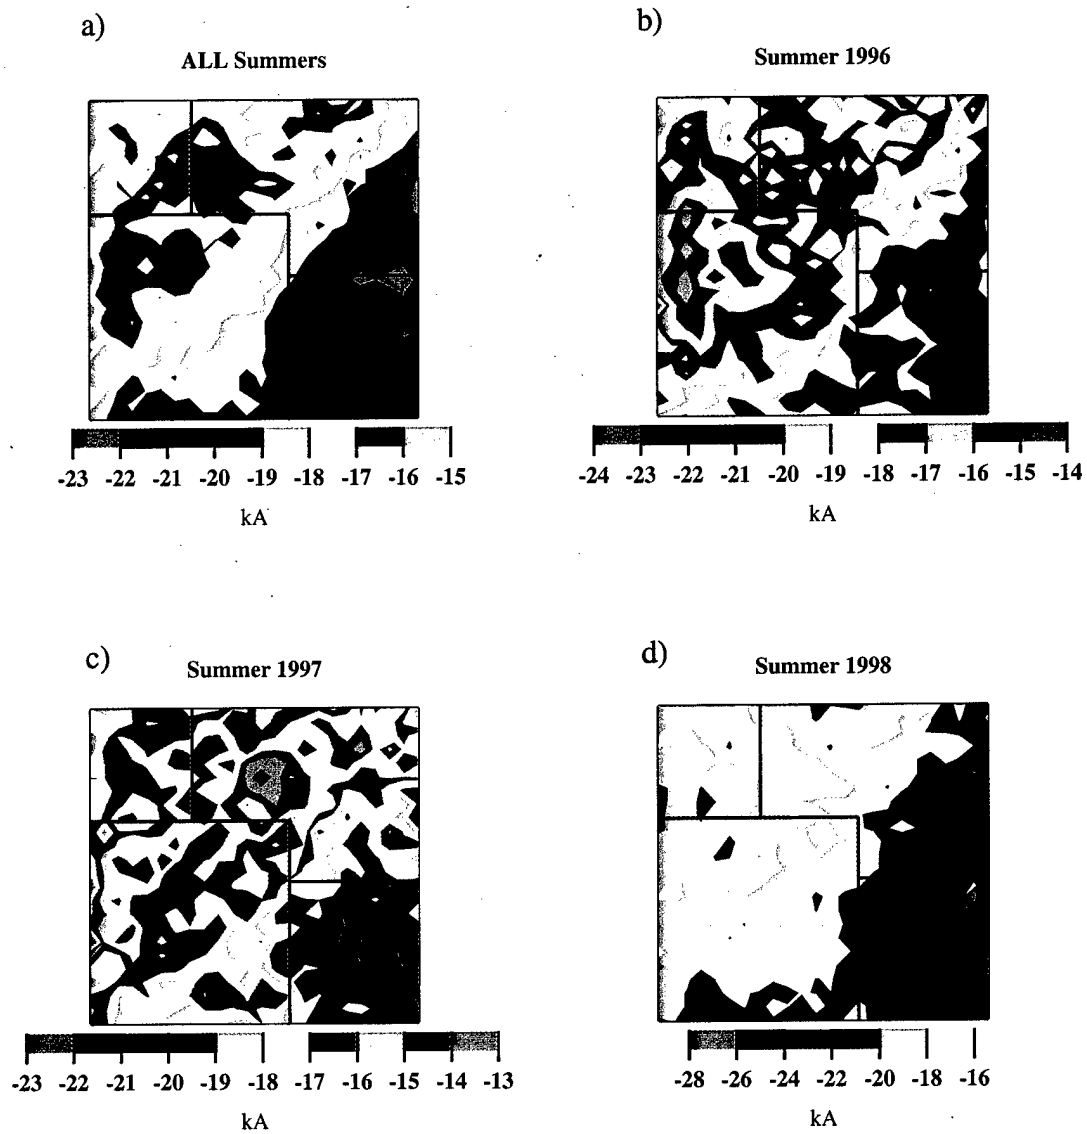 a)
ALL Summers
-23 -22 -21 -20 -19 -18 -17 -16 -15
kA
b)
Summer 1996
-24 -23 -22 -21 -20 -19 -18 -17 -16 -15 -14
kA
c)
Summer 1997
-23 -22 -21 -20 -19 -18 -17 -16 -15 -14 -13
kA
d)
Summer 1998
-28 -26 -24 -22 -20 -18 -16
kA